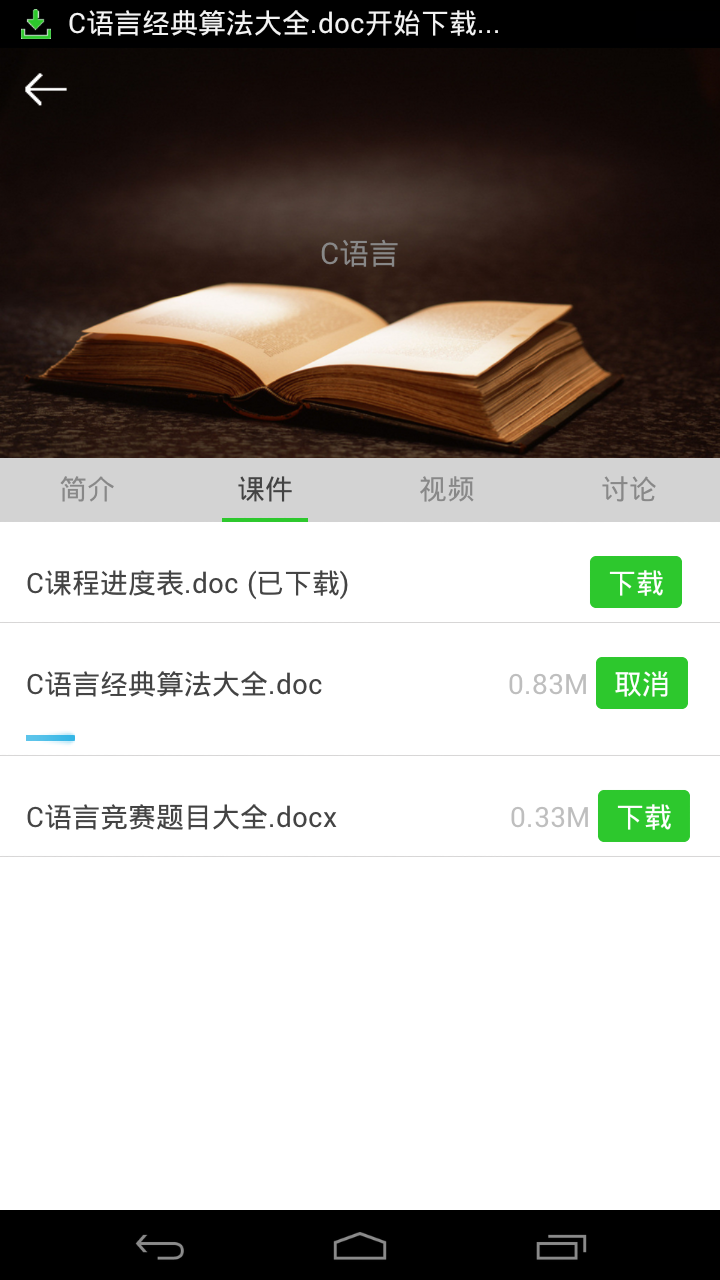 C语言经典算法大全.doc开始下载...
C语言
简介 课件 视频 讨论
C课程进度表.doc (已下载) 下载
C语言经典算法大全.doc 0.83M 取消
C语言竞赛题目大全.docx 0.33M 下载